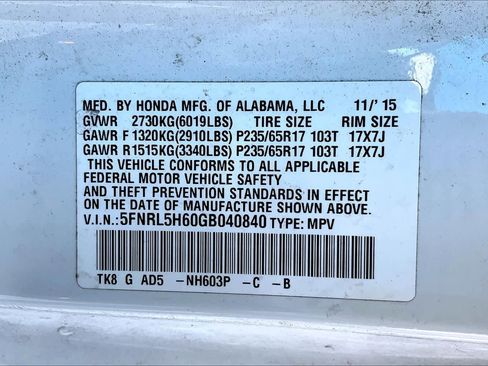 MFD. BY HONDA MFG. OF ALABAMA, LLC 11/'15
GVWR 2730KG(6019LBS) TIRE SIZE RIM SIZE
GAWR F 1320KG(2910LBS) P235/65R17 103T 17X7J
GAWR R1515KG(3340LBS) P235/65R17 103T 17X7J
THIS VEHICLE CONFORMS TO ALL APPLICABLE
FEDERAL MOTOR VEHICLE SAFETY
AND THEFT PREVENTION STANDARDS IN EFFECT
ON THE DATE OF MANUFACTURE SHOWN ABOVE.
V.I.N.:5FNRL5H60GB040840 TYPE: MPV
TK8 G AD5 -NH603P -C -B